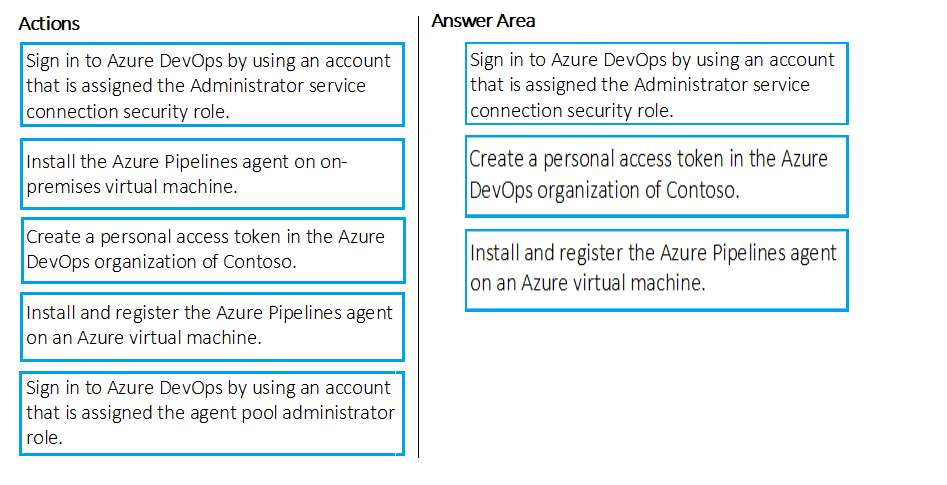 Actions
Sign in to Azure DevOps by using an account
that is assigned the Administrator service
connection security role.
Install the Azure Pipelines agent on on-
premises virtual machine.
Create a personal access token in the Azure
DevOps organization of Contoso.
Install and register the Azure Pipelines agent
on an Azure virtual machine.
Sign in to Azure DevOps by using an account
that is assigned the agent pool administrator
role.
Answer Area
Sign in to Azure DevOps by using an account
that is assigned the Administrator service
connection security role.
Create a personal access token in the Azure
DevOps organization of Contoso.
Install and register the Azure Pipelines agent
on an Azure virtual machine.